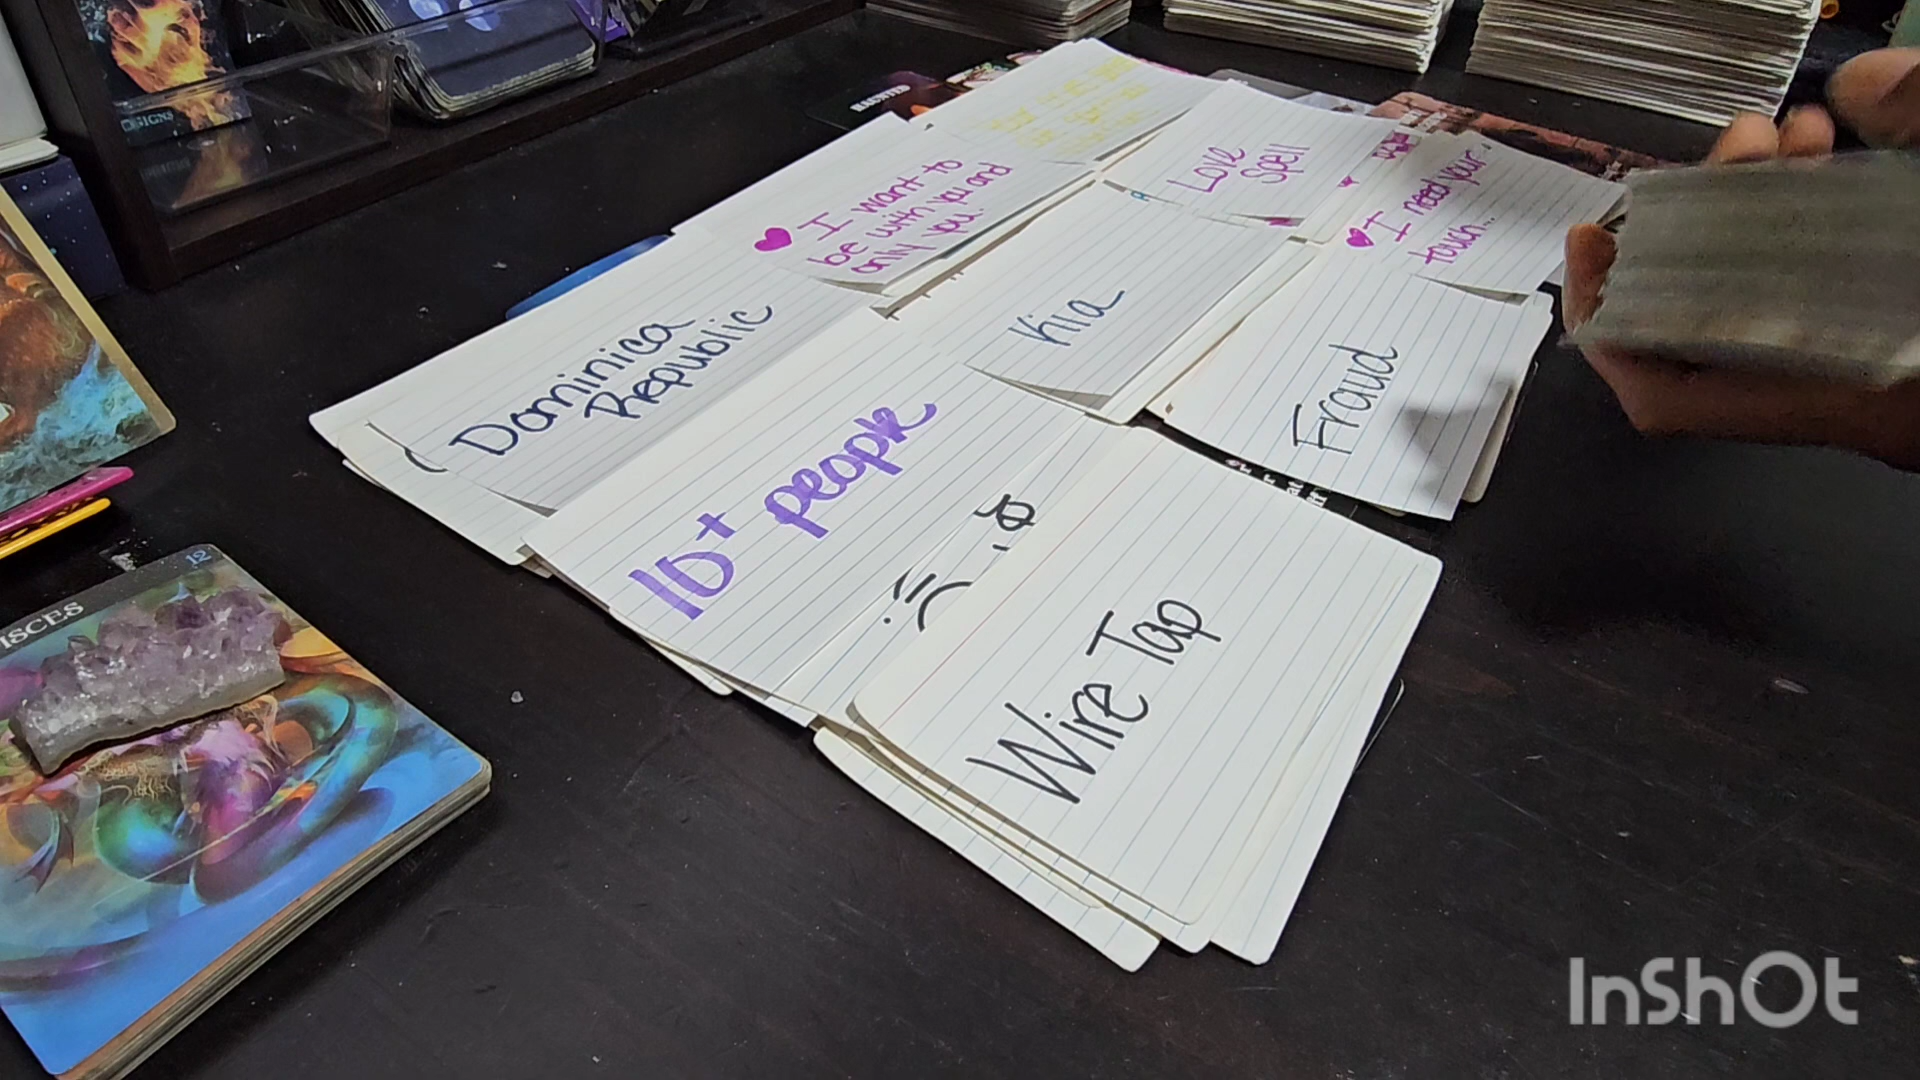 HAUNTED
Love
Spell
I want to
be with you and
only you.
I need your
touch...
Dominica
Republic
Kia
Fraud
10+ people
Wire Tap
12
ISCES
DSIGNS
InShOt